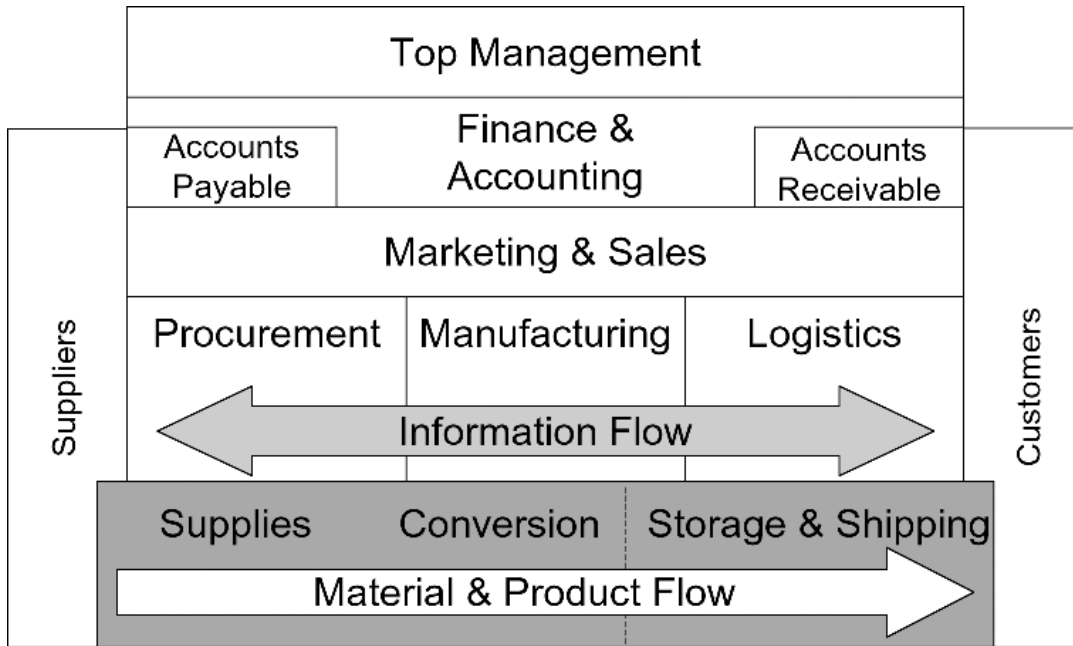 Top Management
Finance &
Accounting
Accounts
Payable
Accounts
Receivable
Marketing & Sales
Suppliers
Procurement
Manufacturing
Logistics
Customers
Information Flow
Supplies
Conversion
Storage & Shipping
Material & Product Flow